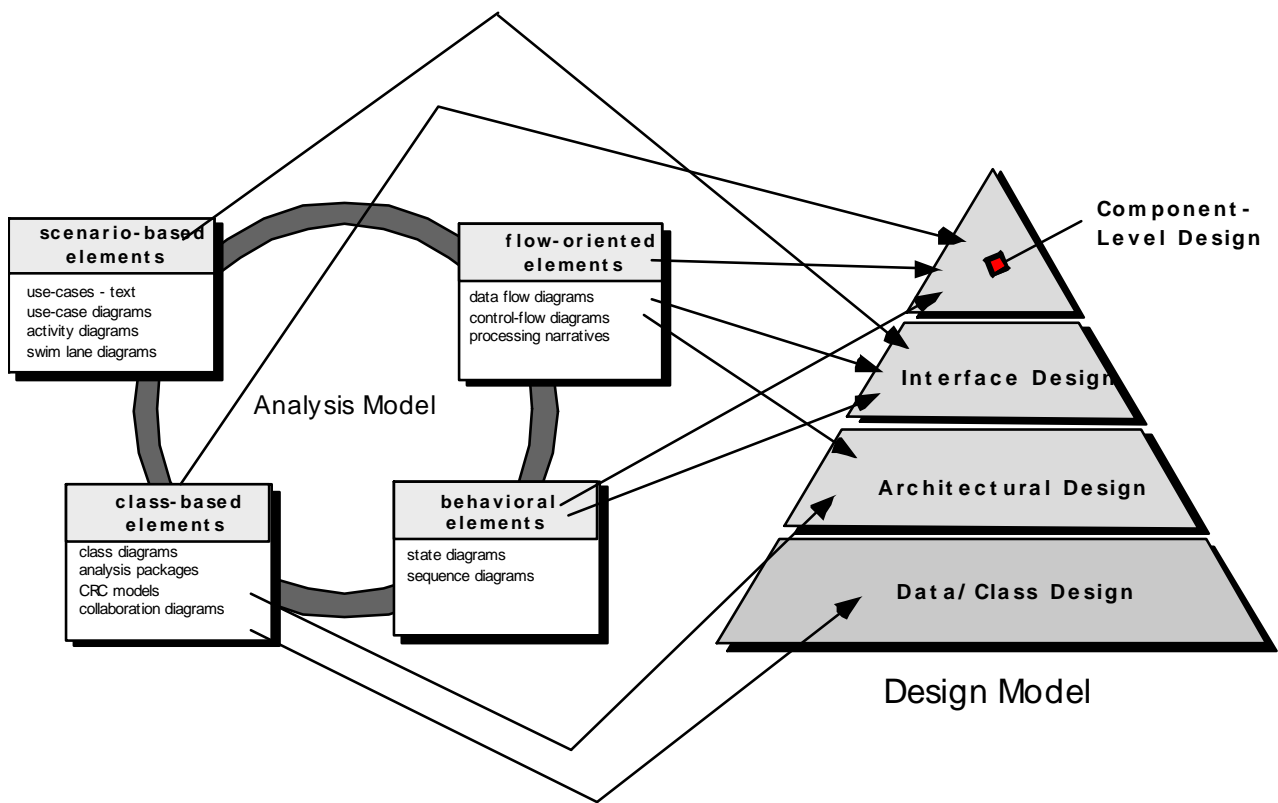 scenario-based
elements
use-cases - text
use-case diagrams
activity diagrams
swim lane diagrams
flow-oriented
elements
data flow diagrams
control-flow diagrams
processing narratives
Analysis Model
class-based
elements
class diagrams
analysis packages
CRC models
collaboration diagrams
behavioral
elements
state diagrams
sequence diagrams
Component-
Level Design
Interface Design
Architectural Design
Data/Class Design
Design Model